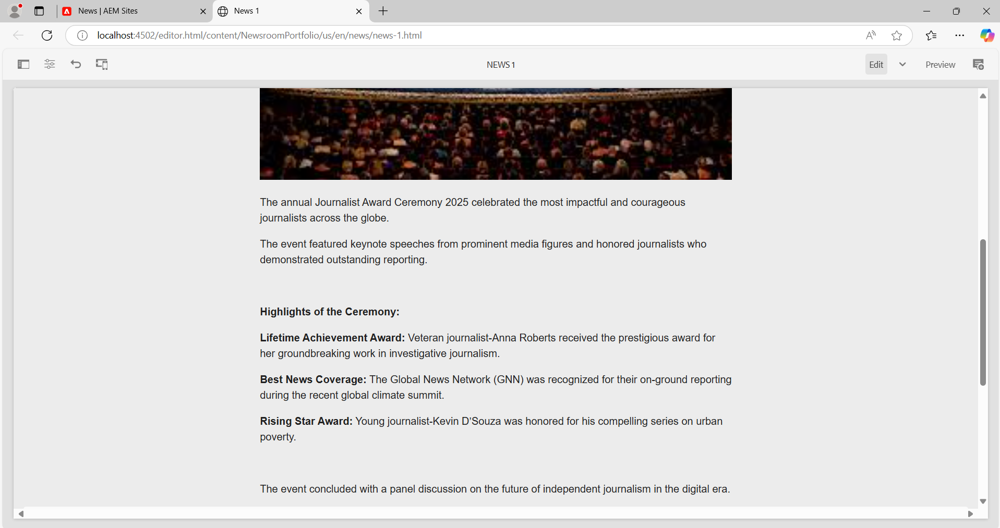 News | AEM Sites
News 1
localhost:4502/editor.html/content/NewsroomPortfolio/us/en/news/news-1.html
NEWS 1
Edit
Preview
The annual Journalist Award Ceremony 2025 celebrated the most impactful and courageous
journalists across the globe.
The event featured keynote speeches from prominent media figures and honored journalists who
demonstrated outstanding reporting.
Highlights of the Ceremony:
Lifetime Achievement Award: Veteran journalist-Anna Roberts received the prestigious award for
her groundbreaking work in investigative journalism.
Best News Coverage: The Global News Network (GNN) was recognized for their on-ground reporting
during the recent global climate summit.
Rising Star Award: Young journalist-Kevin D’Souza was honored for his compelling series on urban
poverty.
The event concluded with a panel discussion on the future of independent journalism in the digital era.